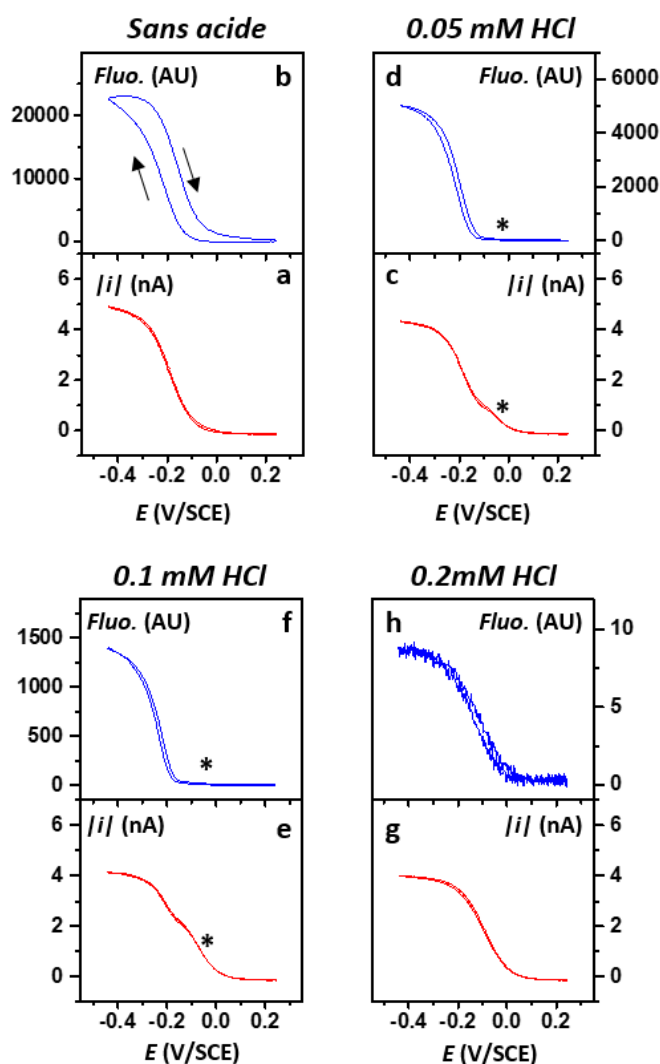 Sans acide
0.05 mM HCl
Fluo. (AU) b
20000
10000
0
d Fluo. (AU)
6000
4000
2000
0
|i| (nA) a
6
4
2
0
-0.4 -0.2 0.0 0.2
E (V/SCE)
c |i| (nA)
6
4
2
0
*
*
-0.4 -0.2 0.0 0.2
E (V/SCE)
0.1 mM HCl
0.2mM HCl
Fluo. (AU) f
1500
1000
500
0
*
h Fluo. (AU)
10
5
0
|i| (nA) e
6
4
2
0
*
-0.4 -0.2 0.0 0.2
E (V/SCE)
g |i| (nA)
6
4
2
0
-0.4 -0.2 0.0 0.2
E (V/SCE)